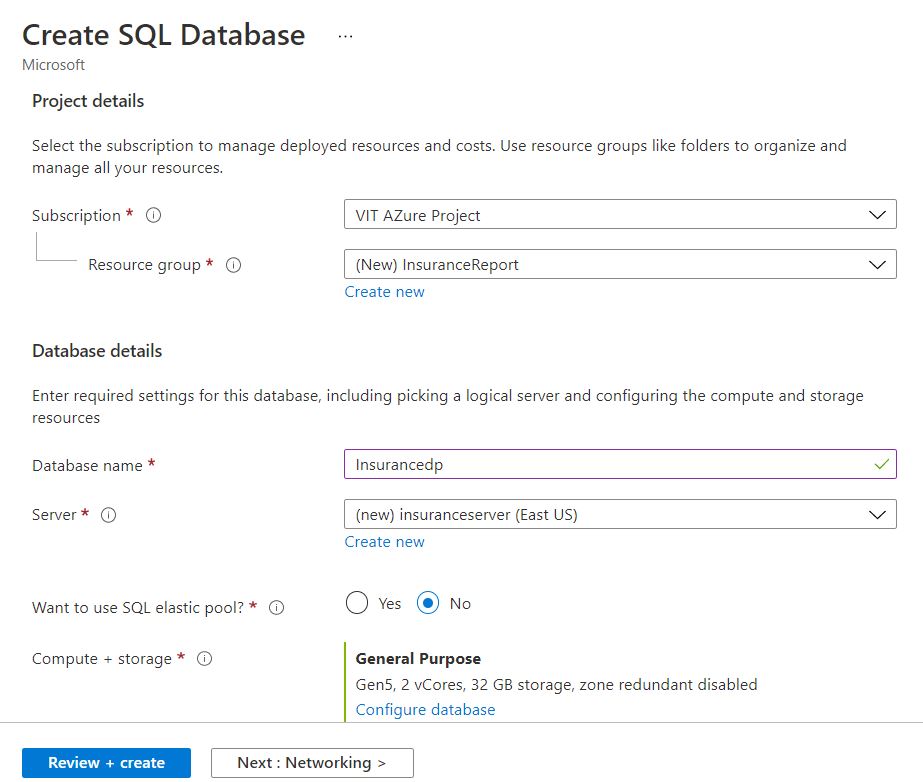 Create SQL Database ...
Microsoft
Project details
Select the subscription to manage deployed resources and costs. Use resource groups like folders to organize and
manage all your resources.
Subscription * VIT AZure Project
Resource group * (New) InsuranceReport
Create new
Database details
Enter required settings for this database, including picking a logical server and configuring the compute and storage
resources
Database name * Insurancedp
Server * (new) insuranceserver (East US)
Create new
Want to use SQL elastic pool? * Yes No
Compute + storage * General Purpose
Gen5, 2 vCores, 32 GB storage, zone redundant disabled
Configure database
Review + create Next : Networking >